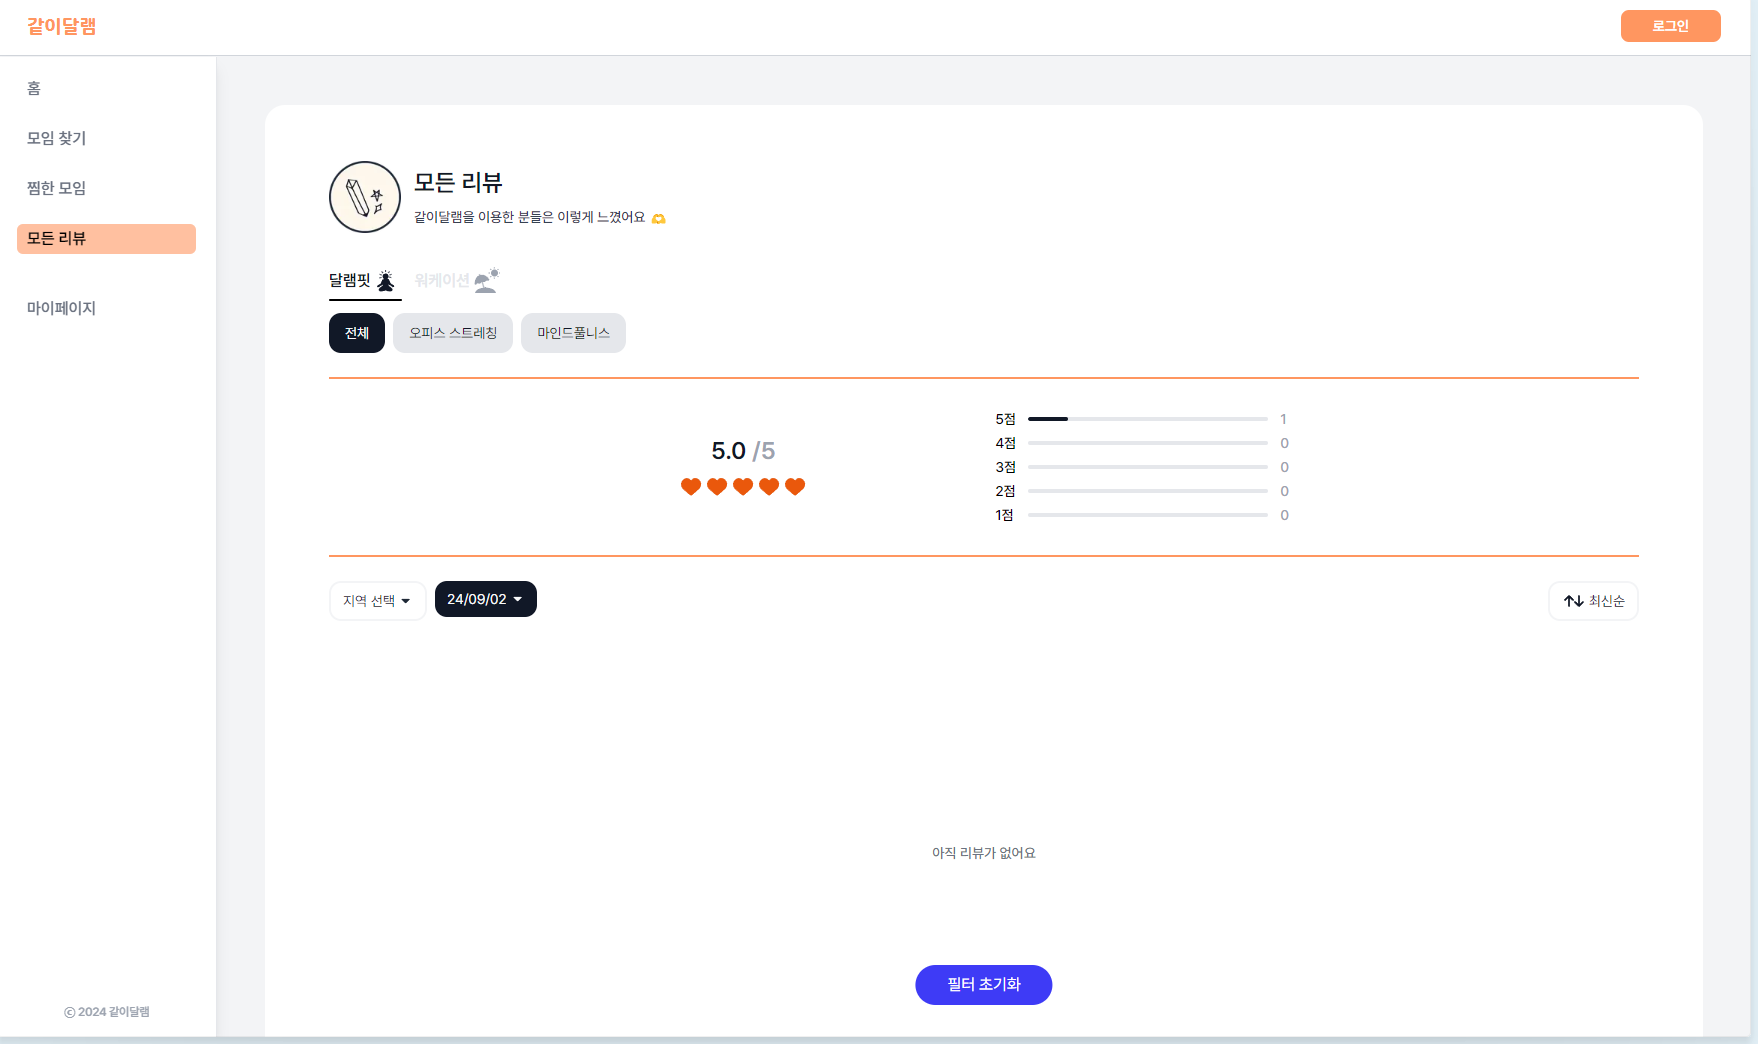 같이달램
로그인
홈
모임 찾기
찜한 모임
모든 리뷰
마이페이지
© 2024 같이달램
모든 리뷰
같이달램을 이용한 분들은 이렇게 느꼈어요 🫶
달램핏
워케이션
전체
오피스 스트레칭
마인드풀니스
5.0 /5
5점 1
4점 0
3점 0
2점 0
1점 0
지역 선택
24/09/02
최신순
아직 리뷰가 없어요
필터 초기화